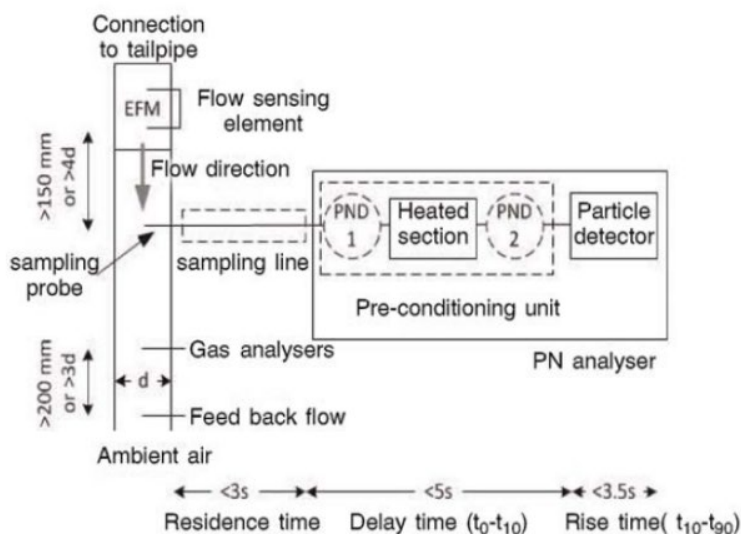 Connection
to tailpipe
EFM
Flow sensing
element
>150 mm
or >4d
Flow direction
PND
1
Heated
section
PND
2
Particle
detector
sampling
probe
sampling line
Pre-conditioning unit
PN analyser
Gas analysers
>200 mm
or >3d
d
Feed back flow
Ambient air
<3s
<5s
<3.5s
Residence time
Delay time (t0-t10)
Rise time( t10-t90)